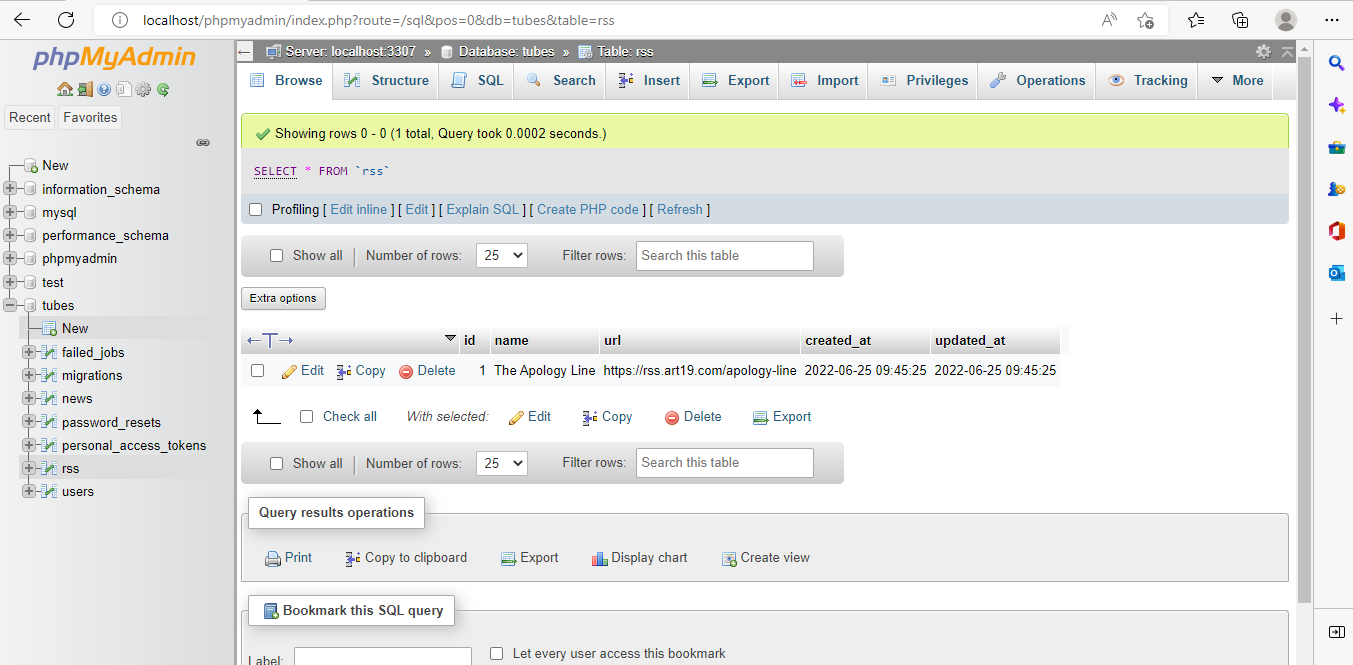 localhost/phpmyadmin/index.php?route=/sql&pos=0&db=tubes&table=rss
phpMyAdmin
Recent Favorites
New
information_schema
mysql
performance_schema
phpmyadmin
test
tubes
New
failed_jobs
migrations
news
password_resets
personal_access_tokens
rss
users
Server: localhost:3307 » Database: tubes » Table: rss
Browse Structure SQL Search Insert Export Import Privileges Operations Tracking More
Showing rows 0 - 0 (1 total, Query took 0.0002 seconds.)
SELECT * FROM `rss`
Profiling [ Edit inline ] [ Edit ] [ Explain SQL ] [ Create PHP code ] [ Refresh ]
Show all Number of rows: 25 Filter rows: Search this table
Extra options
id name url created_at updated_at
Edit Copy Delete 1 The Apology Line https://rss.art19.com/apology-line 2022-06-25 09:45:25 2022-06-25 09:45:25
Check all With selected: Edit Copy Delete Export
Show all Number of rows: 25 Filter rows: Search this table
Query results operations
Print Copy to clipboard Export Display chart Create view
Bookmark this SQL query
Label: Let every user access this bookmark